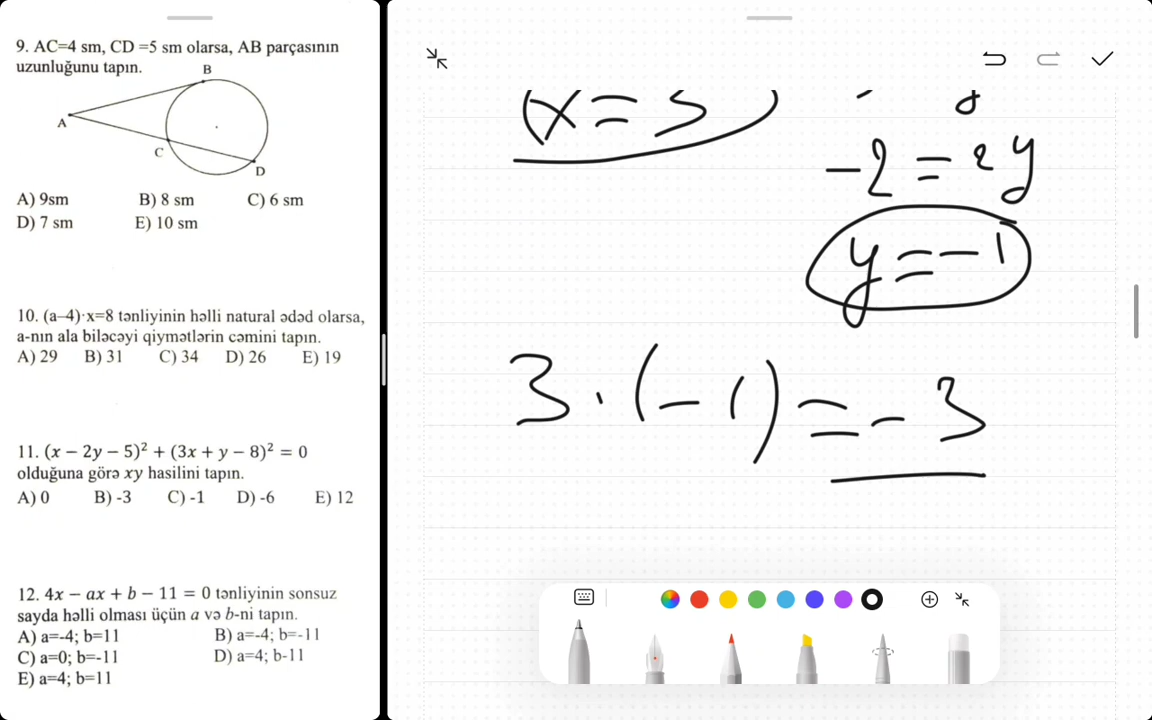 9. AC=4 sm, CD =5 sm olarsa, AB parçasının
uzunluğunu tapın.
B
A
C
D
A) 9sm B) 8 sm C) 6 sm
D) 7 sm E) 10 sm
10. (a–4)·x=8 tənliyinin həlli natural ədəd olarsa,
a-nın ala biləcəyi qiymətlərin cəmini tapın.
A) 29 B) 31 C) 34 D) 26 E) 19
11. (x − 2y − 5)² + (3x + y − 8)² = 0
olduğuna görə xy hasilini tapın.
A) 0 B) -3 C) -1 D) -6 E) 12
12. 4x − ax + b − 11 = 0 tənliyinin sonsuz
sayda həlli olması üçün a və b-ni tapın.
A) a=-4; b=11 B) a=-4; b=-11
C) a=0; b=-11 D) a=4; b-11
E) a=4; b=11
-2 = 2y
y = -1
3 · (-1) = -3